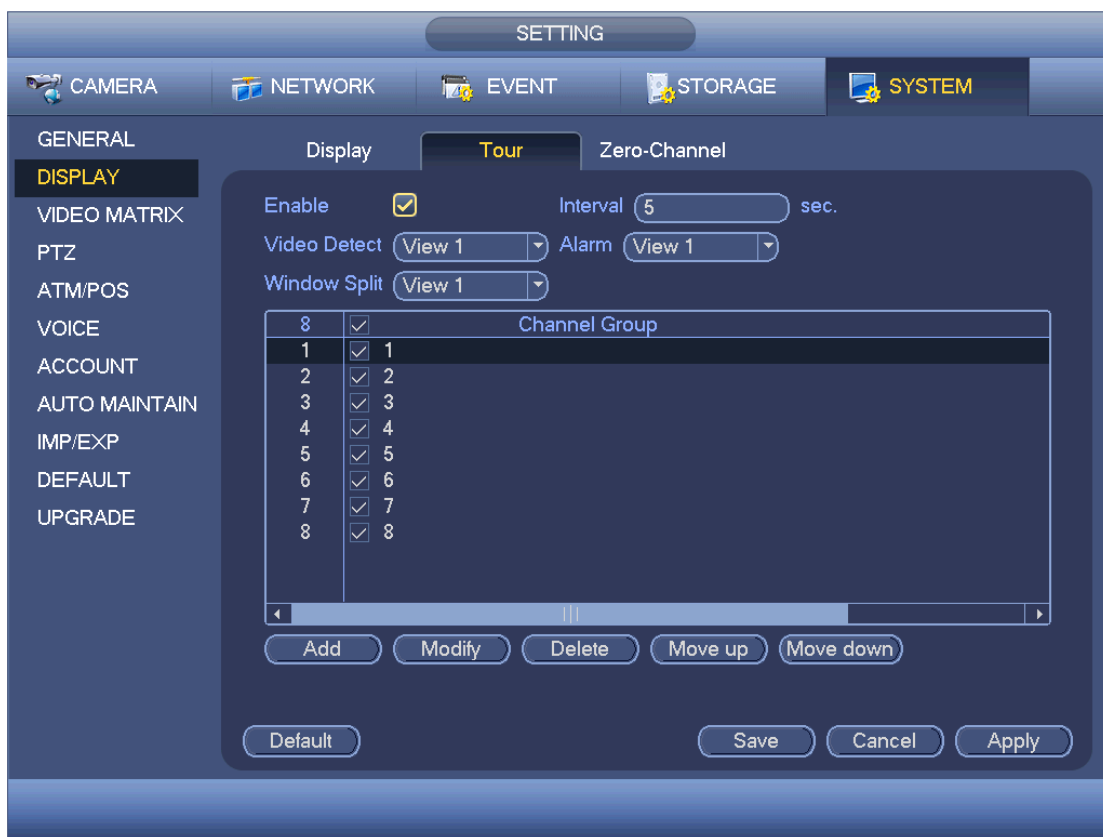 SETTING
CAMERA NETWORK EVENT STORAGE SYSTEM
GENERAL
DISPLAY
VIDEO MATRIX
PTZ
ATM/POS
VOICE
ACCOUNT
AUTO MAINTAIN
IMP/EXP
DEFAULT
UPGRADE
Display Tour Zero-Channel
Enable Interval 5 sec.
Video Detect View 1 Alarm View 1
Window Split View 1
8 Channel Group
1 1
2 2
3 3
4 4
5 5
6 6
7 7
8 8
Add Modify Delete Move up Move down
Default Save Cancel Apply